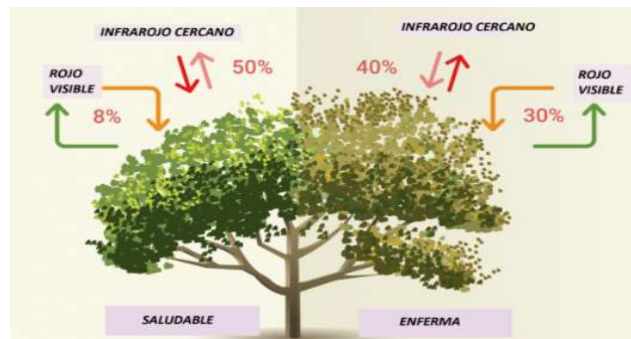 INFRAROJO CERCANO
INFRAROJO CERCANO
ROJO
VISIBLE
50%
40%
ROJO
VISIBLE
8%
30%
SALUDABLE
ENFERMA